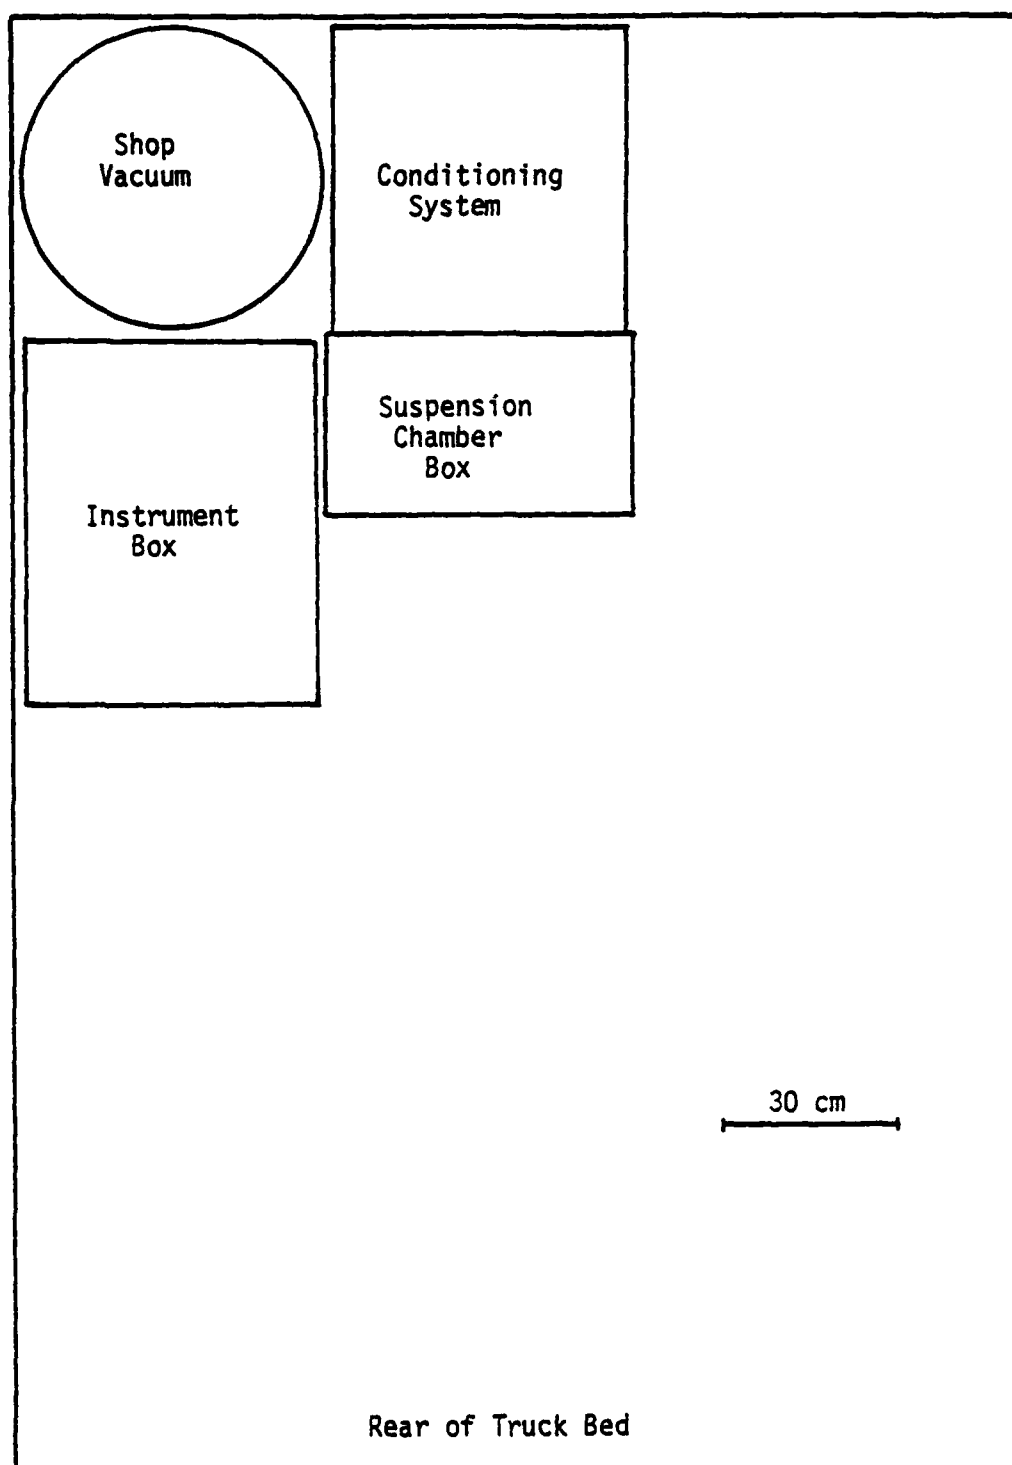 Shop
Vacuum
Conditioning
System
Suspension
Chamber
Box
Instrument
Box
30 cm
Rear of Truck Bed